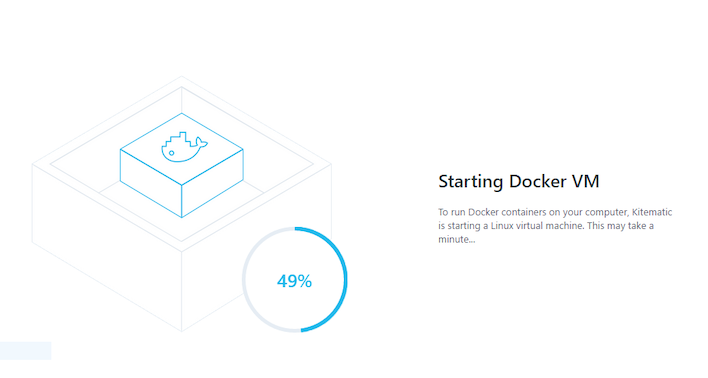 Starting Docker VM
To run Docker containers on your computer, Kitematic
is starting a Linux virtual machine. This may take a
minute...
49%